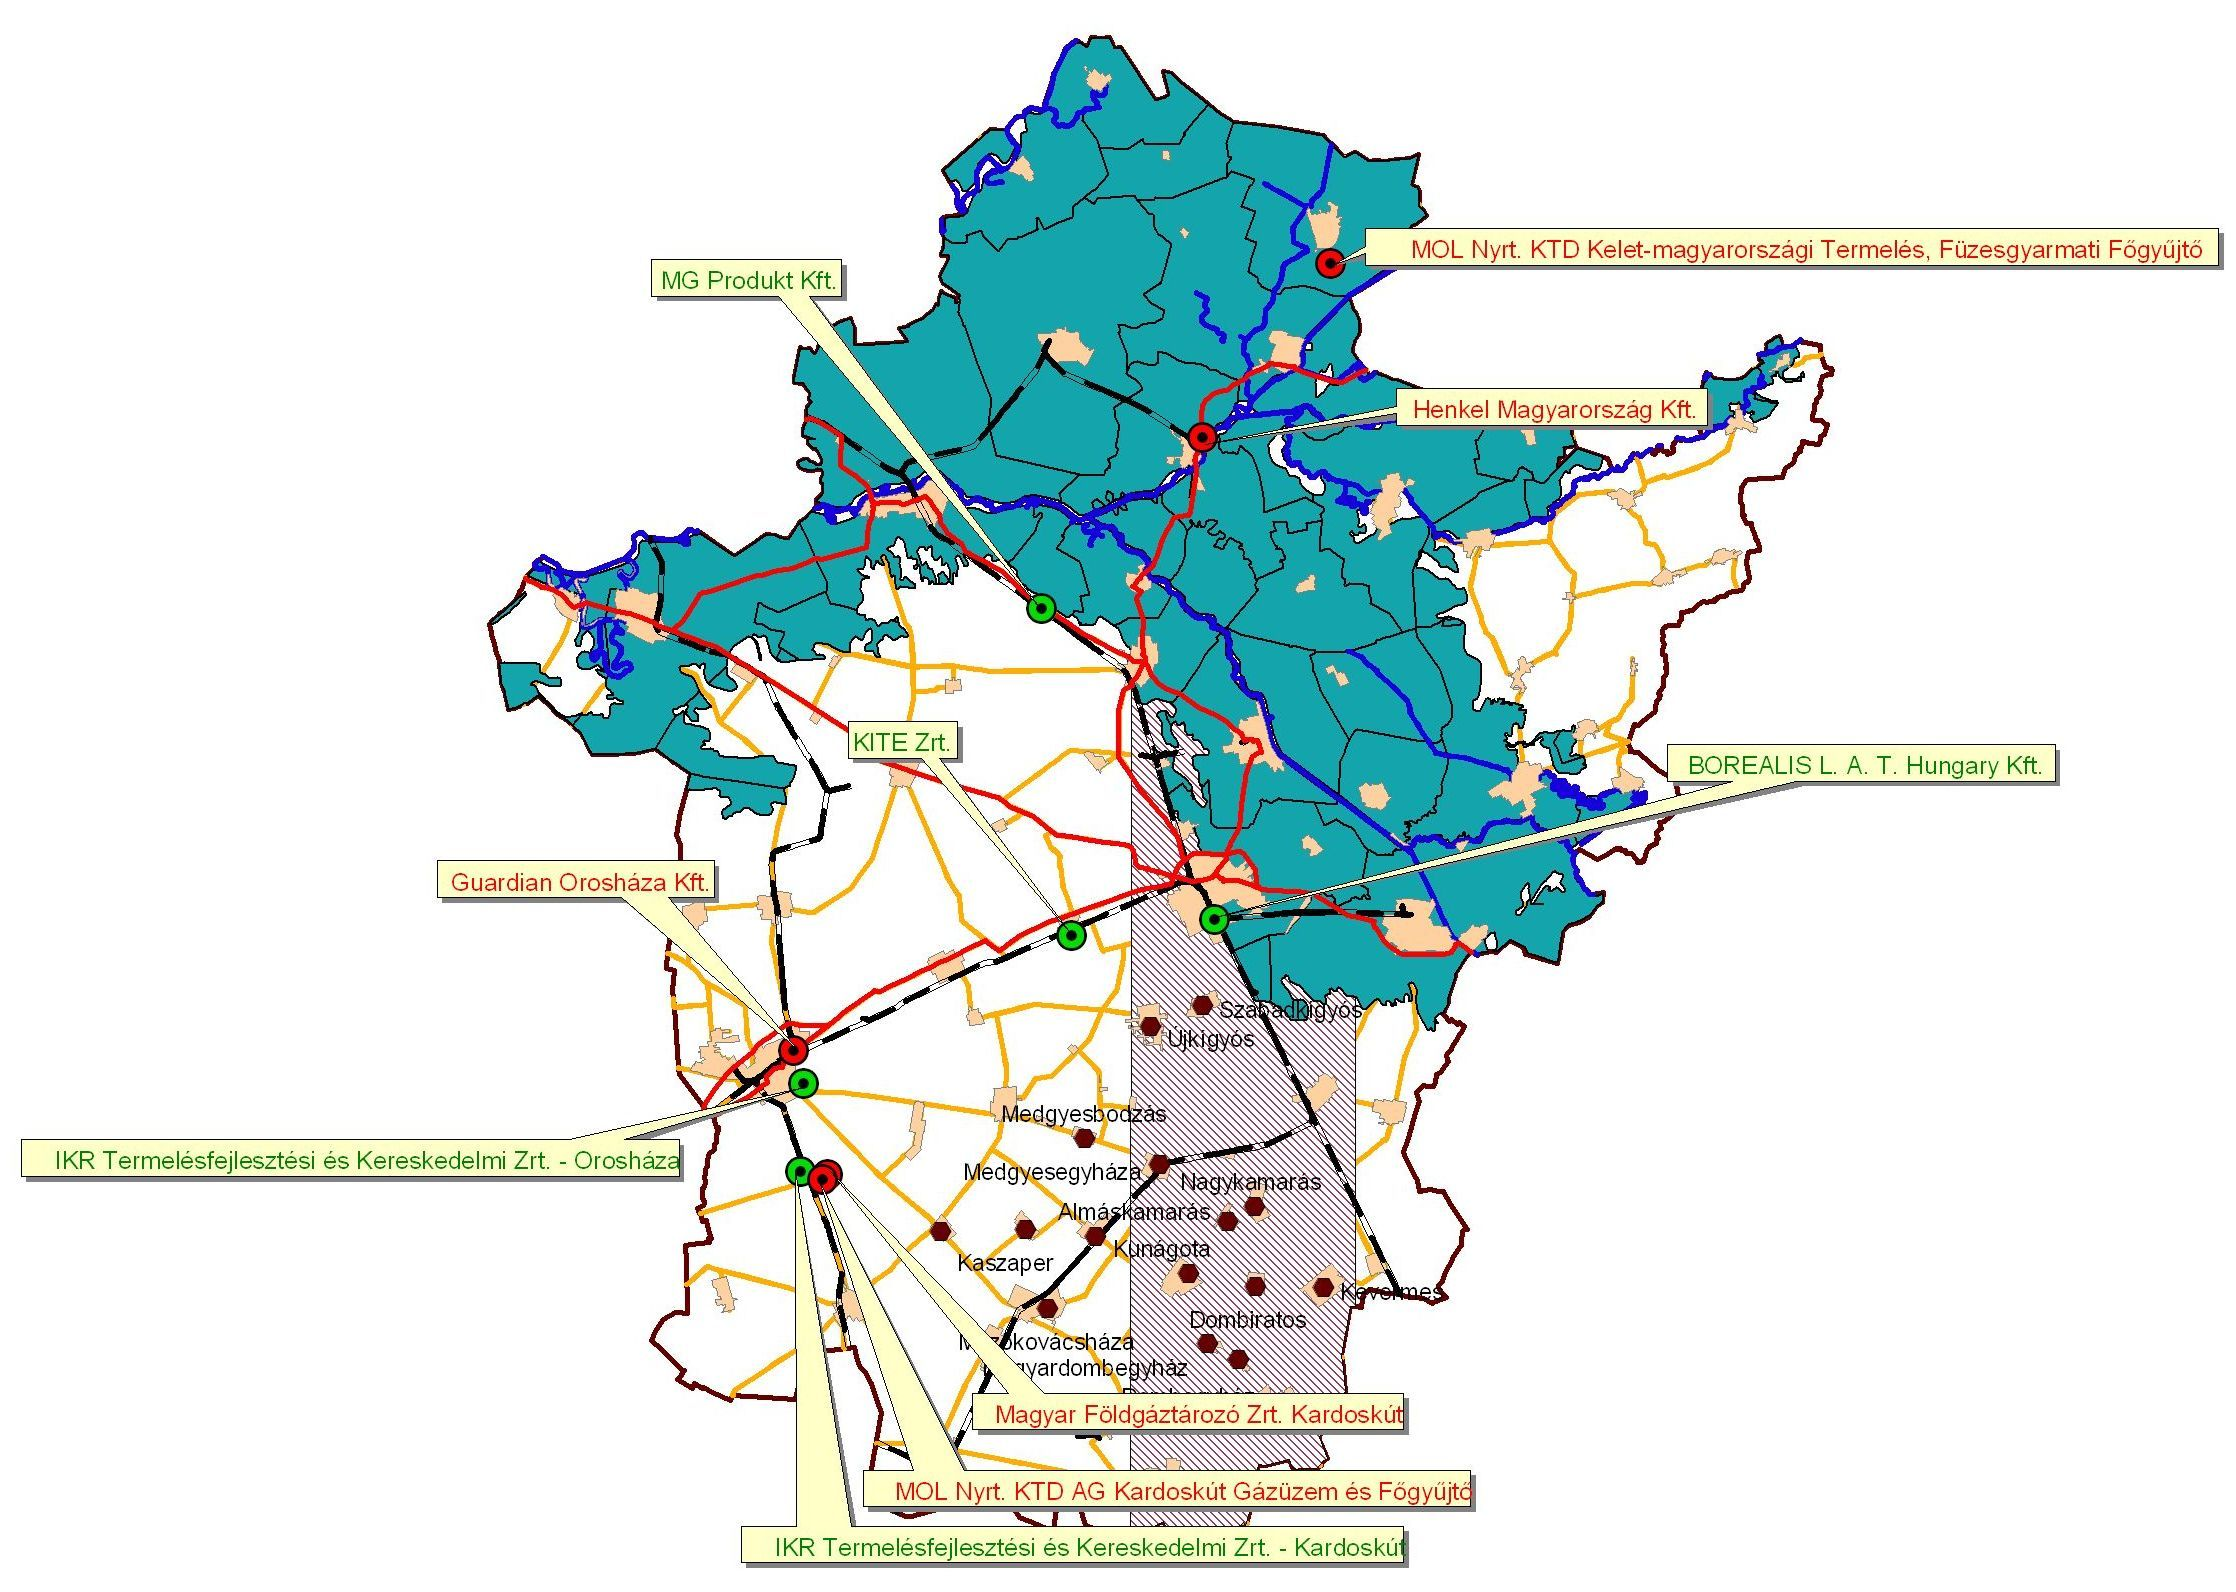 MOL Nyrt. KTD Kelet-magyarországi Termelés, Füzesgyarmati Főgyűjtő
MG Produkt Kft.
Henkel Magyarország Kft.
KITE Zrt.
BOREALIS L. A. T. Hungary Kft.
Guardian Orosháza Kft.
Szabadkígyós
Újkígyós
Medgyesbodzás
IKR Termelésfejlesztési és Kereskedelmi Zrt. - Orosháza
Medgyesegyháza
Nagykamarás
Almáskamarás
Kunágota
Kaszaper
Kevermes
Dombiratos
Magyar Földgáztározó Zrt. Kardoskút
MOL Nyrt. KTD AG Kardoskút Gázüzem és Főgyűjtő
IKR Termelésfejlesztési és Kereskedelmi Zrt. - Kardoskút